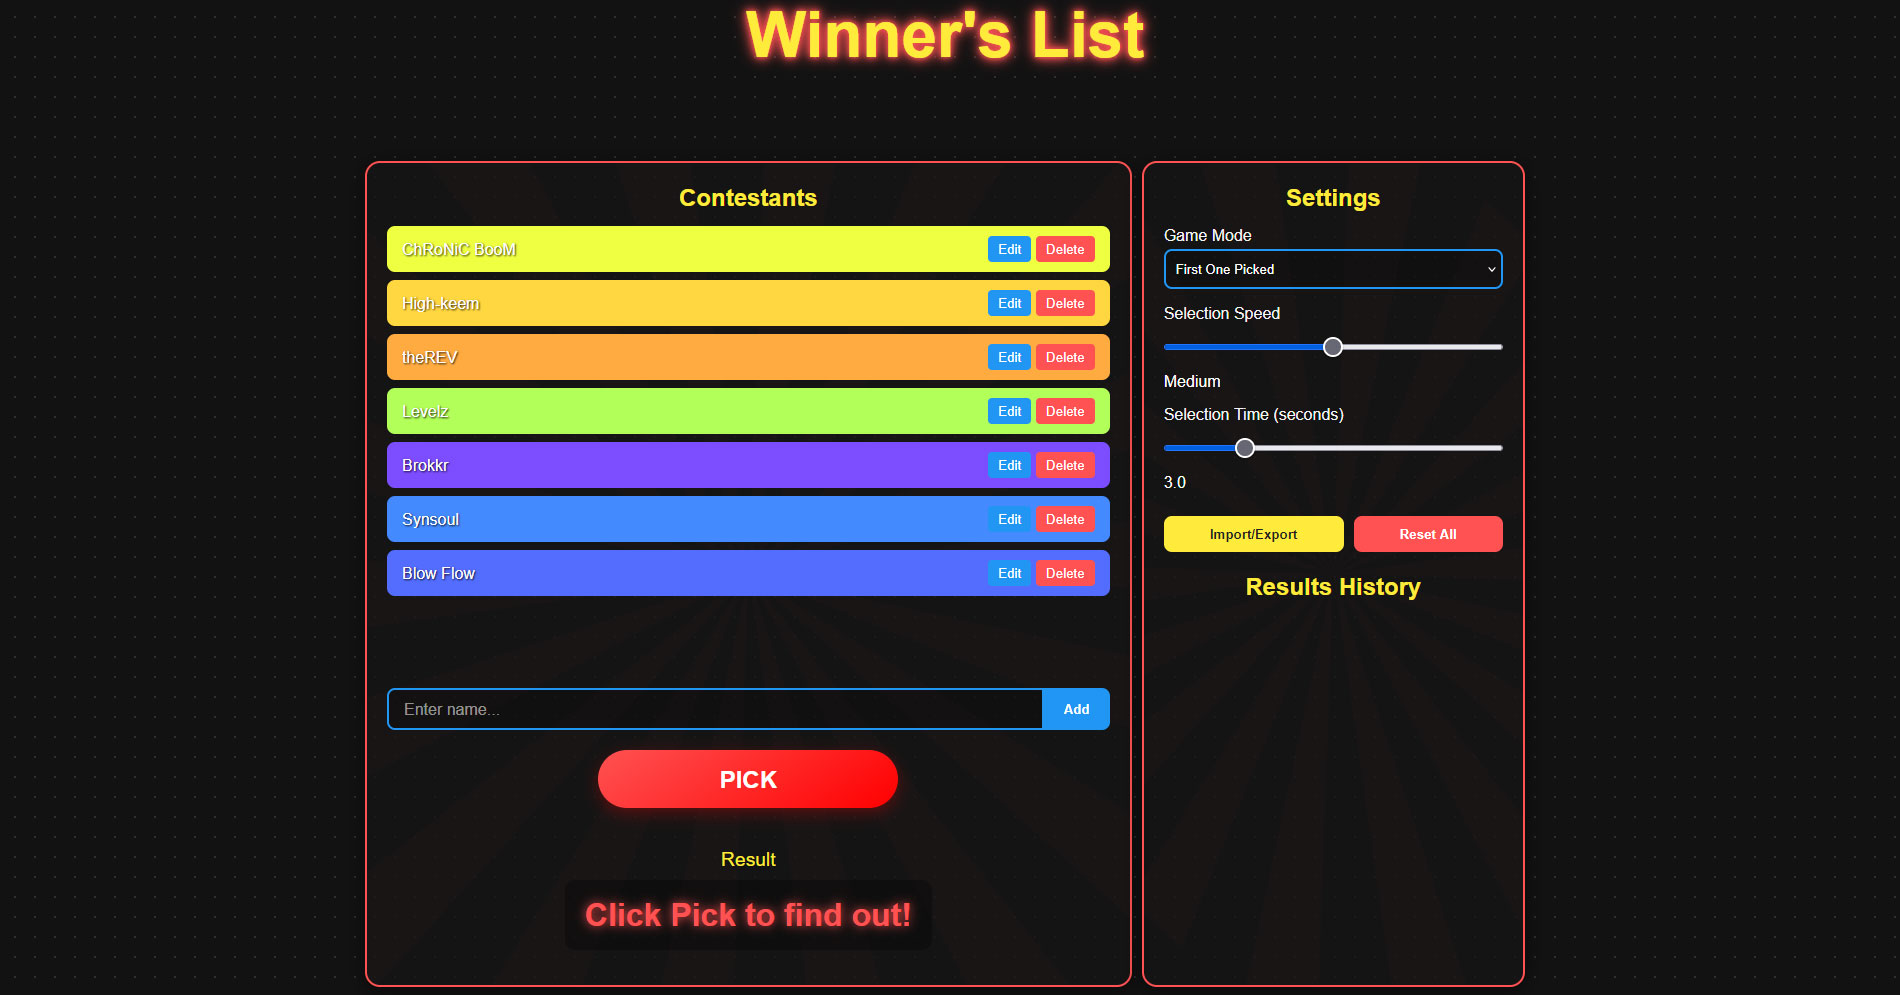 Winner's List
Contestants
ChRoNiC BooM Edit Delete
High-keem Edit Delete
theREV Edit Delete
Levelz Edit Delete
Brokkr Edit Delete
Synsoul Edit Delete
Blow Flow Edit Delete
Enter name... Add
PICK
Result
Click Pick to find out!
Settings
Game Mode
First One Picked
Selection Speed
Medium
Selection Time (seconds)
3.0
Import/Export Reset All
Results History